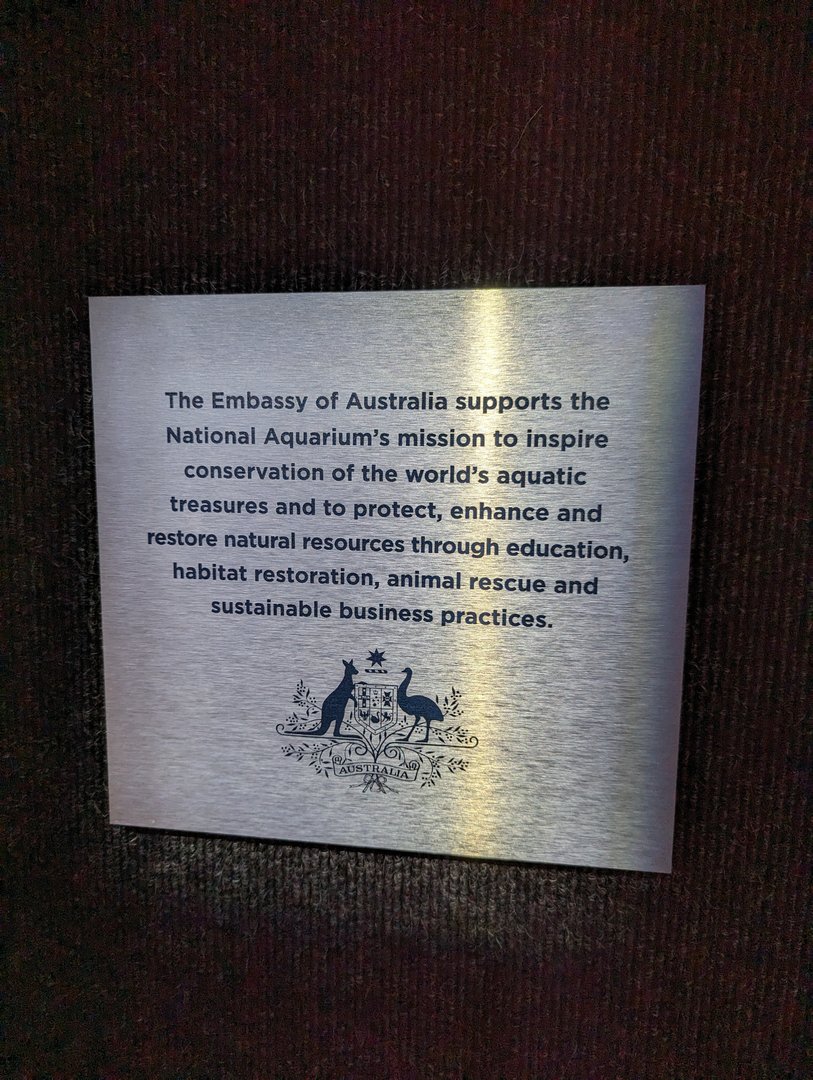 The Embassy of Australia supports the
National Aquarium's mission to inspire
conservation of the world's aquatic
treasures and to protect, enhance and
restore natural resources through education,
habitat restoration, animal rescue and
sustainable business practices.
AUSTRALIA